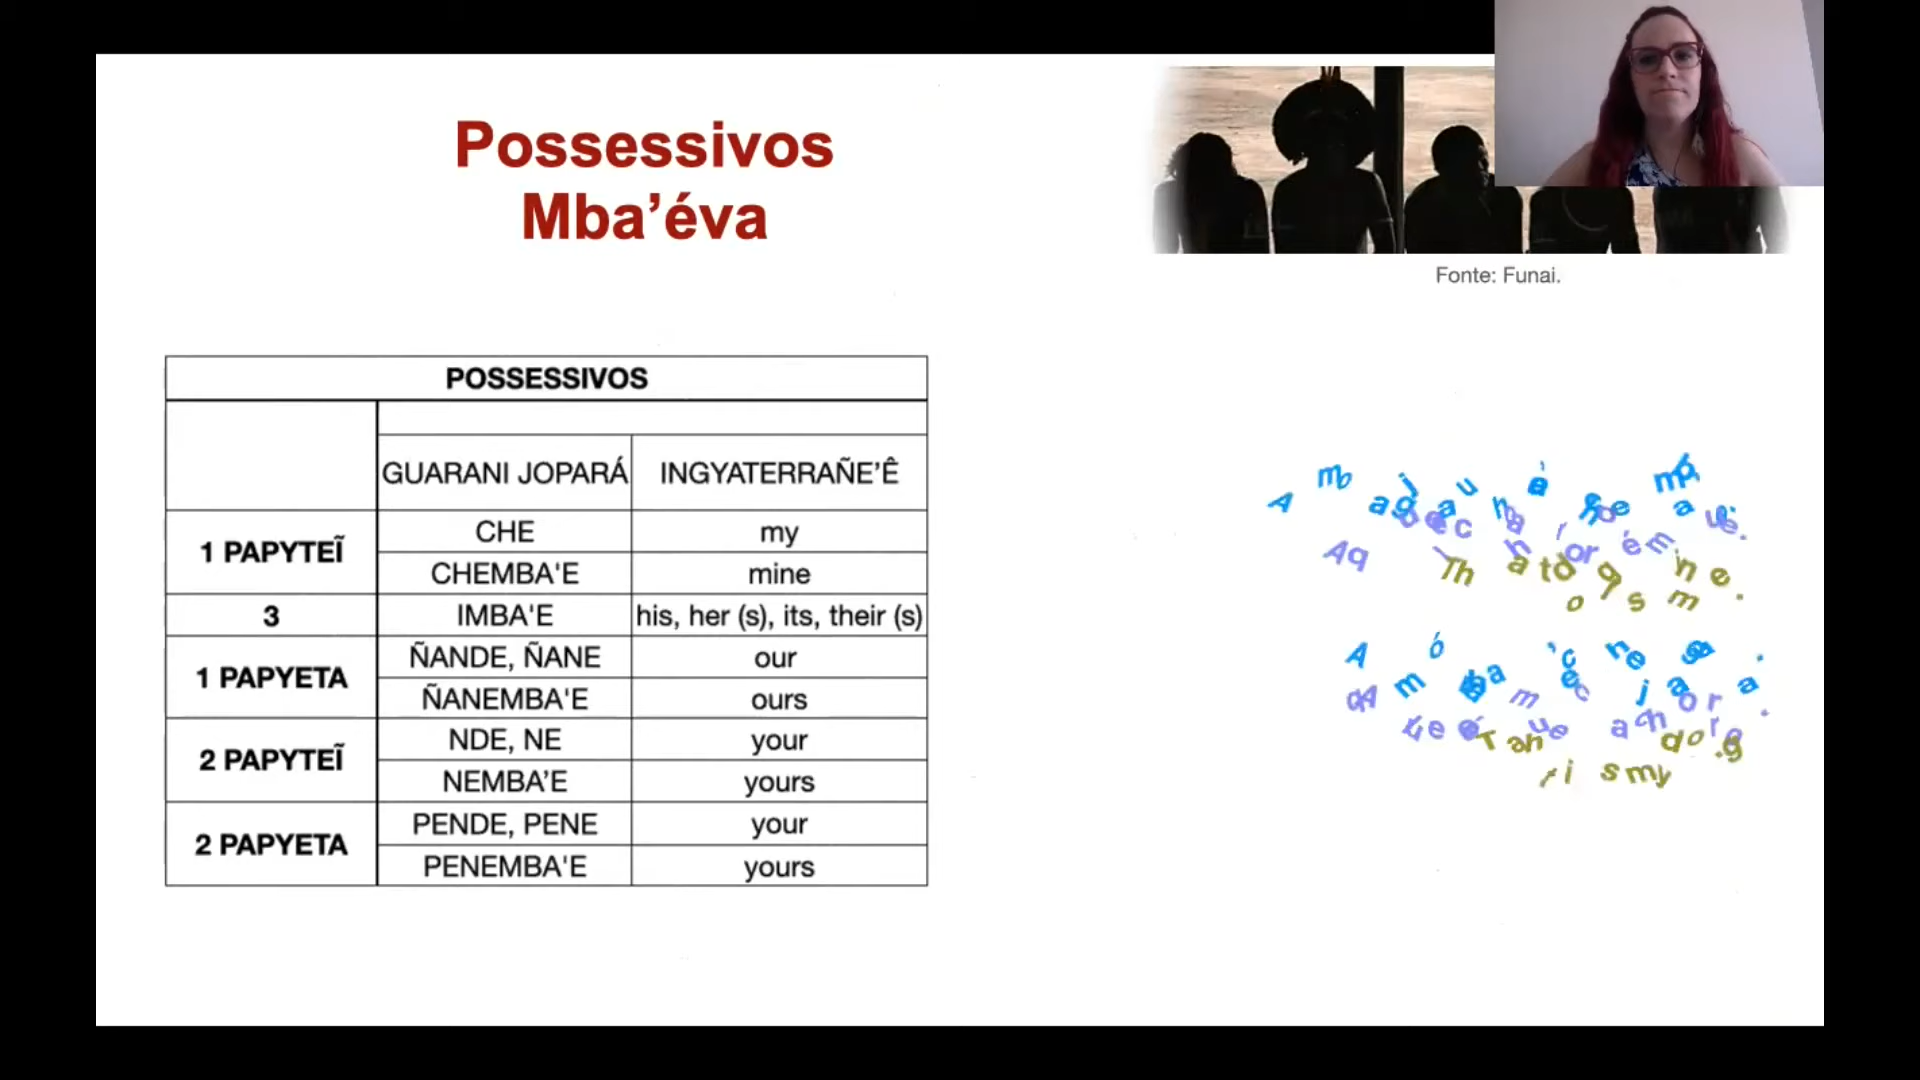 Possessivos
Mba’éva
Fonte: Funai.
POSSESSIVOS
GUARANI JOPARÁ INGYATERRAÑE’Ê
1 PAPYTEĨ
CHE my
CHEMBA'E mine
3 IMBA'E his, her (s), its, their (s)
1 PAPYETA
ÑANDE, ÑANE our
ÑANEMBA'E ours
2 PAPYTEĨ
NDE, NE your
NEMBA’E yours
2 PAPYETA
PENDE, PENE your
PENEMBA'E yours